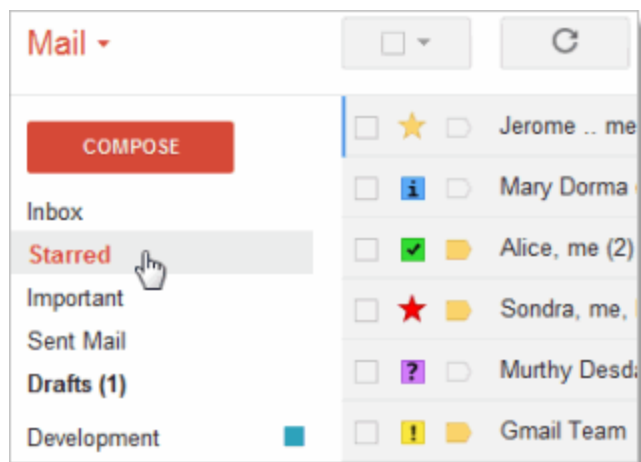 Mail
COMPOSE
Inbox
Starred
Important
Sent Mail
Drafts (1)
Development
Jerome .. me
Mary Dorma
i
Alice, me (2)
Sondra, me,
?
Murthy Desda
!
Gmail Team